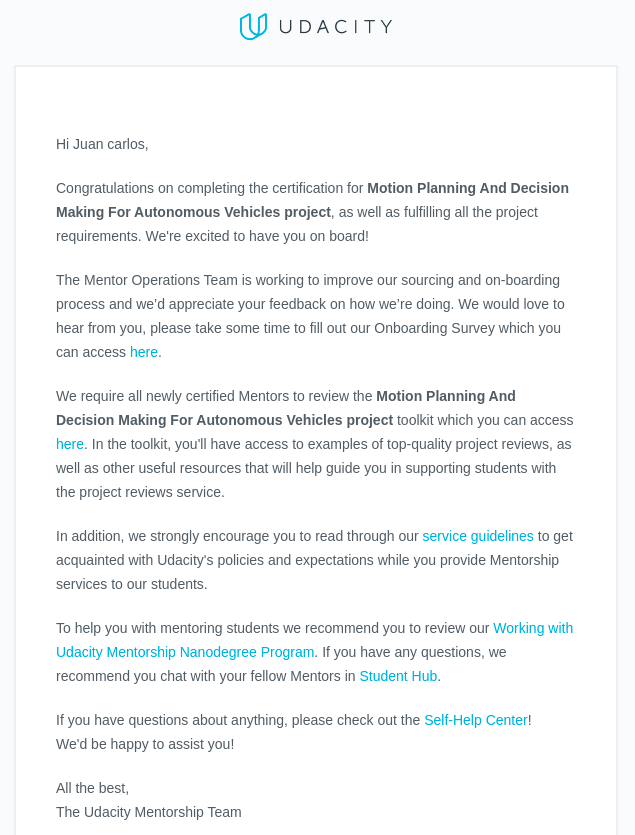 UDACITY
Hi Juan carlos,
Congratulations on completing the certification for Motion Planning And Decision
Making For Autonomous Vehicles project, as well as fulfilling all the project
requirements. We're excited to have you on board!
The Mentor Operations Team is working to improve our sourcing and on-boarding
process and we’d appreciate your feedback on how we’re doing. We would love to
hear from you, please take some time to fill out our Onboarding Survey which you
can access here.
We require all newly certified Mentors to review the Motion Planning And
Decision Making For Autonomous Vehicles project toolkit which you can access
here. In the toolkit, you'll have access to examples of top-quality project reviews, as
well as other useful resources that will help guide you in supporting students with
the project reviews service.
In addition, we strongly encourage you to read through our service guidelines to get
acquainted with Udacity's policies and expectations while you provide Mentorship
services to our students.
To help you with mentoring students we recommend you to review our Working with
Udacity Mentorship Nanodegree Program. If you have any questions, we
recommend you chat with your fellow Mentors in Student Hub.
If you have questions about anything, please check out the Self-Help Center!
We'd be happy to assist you!
All the best,
The Udacity Mentorship Team